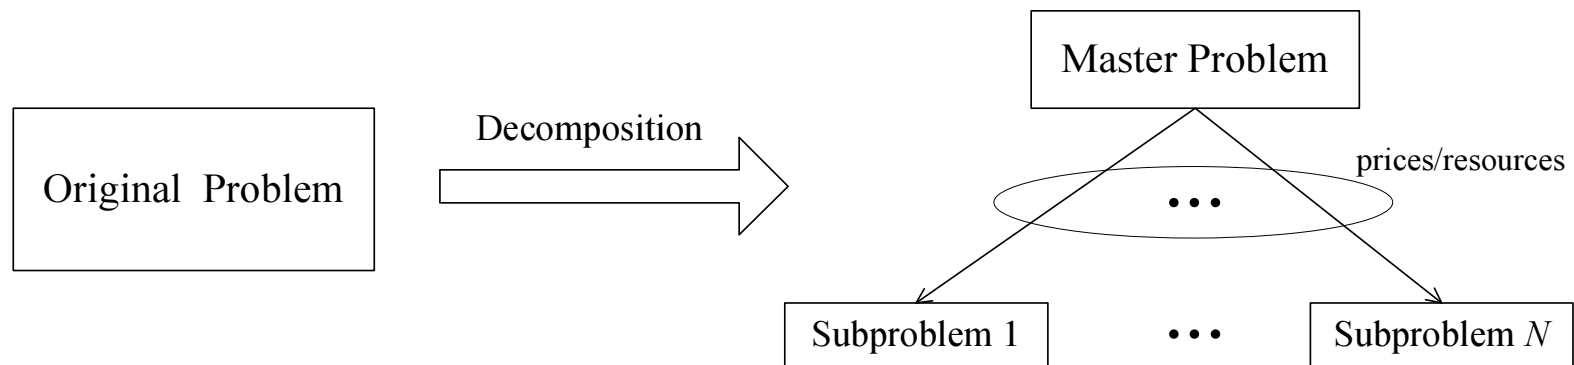 Master Problem
Decomposition
Original Problem
prices/resources
•••
Subproblem 1
•••
Subproblem N